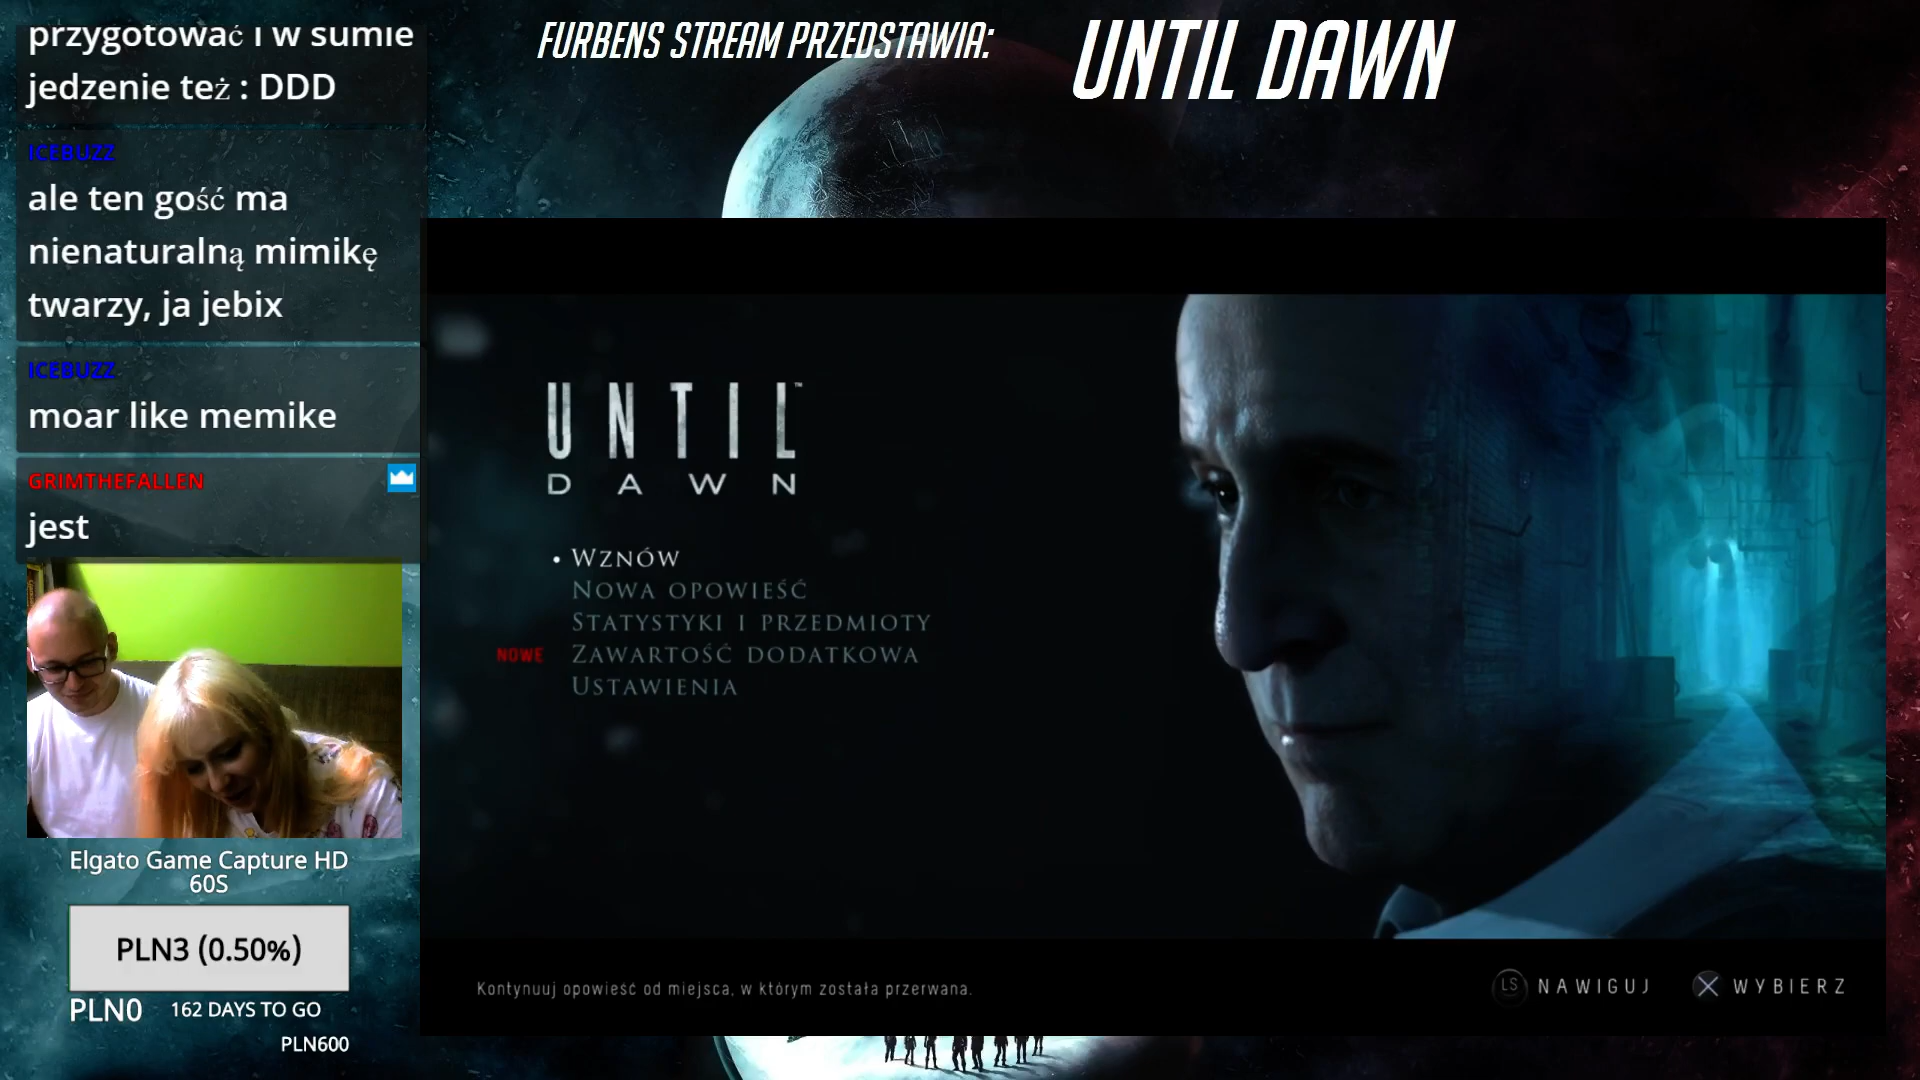 przygotować i w sumie
jedzenie też : DDD
ICEBUZZ
ale ten gość ma
nienaturalną mimikę
twarzy, ja jebix
ICEBUZZ
moar like memike
GRIMTHEFALLEN
jest
Elgato Game Capture HD
60S
PLN3 (0.50%)
PLN0 162 DAYS TO GO
PLN600
FURBENS STREAM PRZEDSTAWIA:
UNTIL DAWN
UNTIL™
DAWN
• WZNÓW
NOWA OPOWIEŚĆ
STATYSTYKI I PRZEDMIOTY
NOWE ZAWARTOŚĆ DODATKOWA
USTAWIENIA
Kontynuuj opowieść od miejsca, w którym została przerwana.
LS NAWIGUJ WYBIERZ